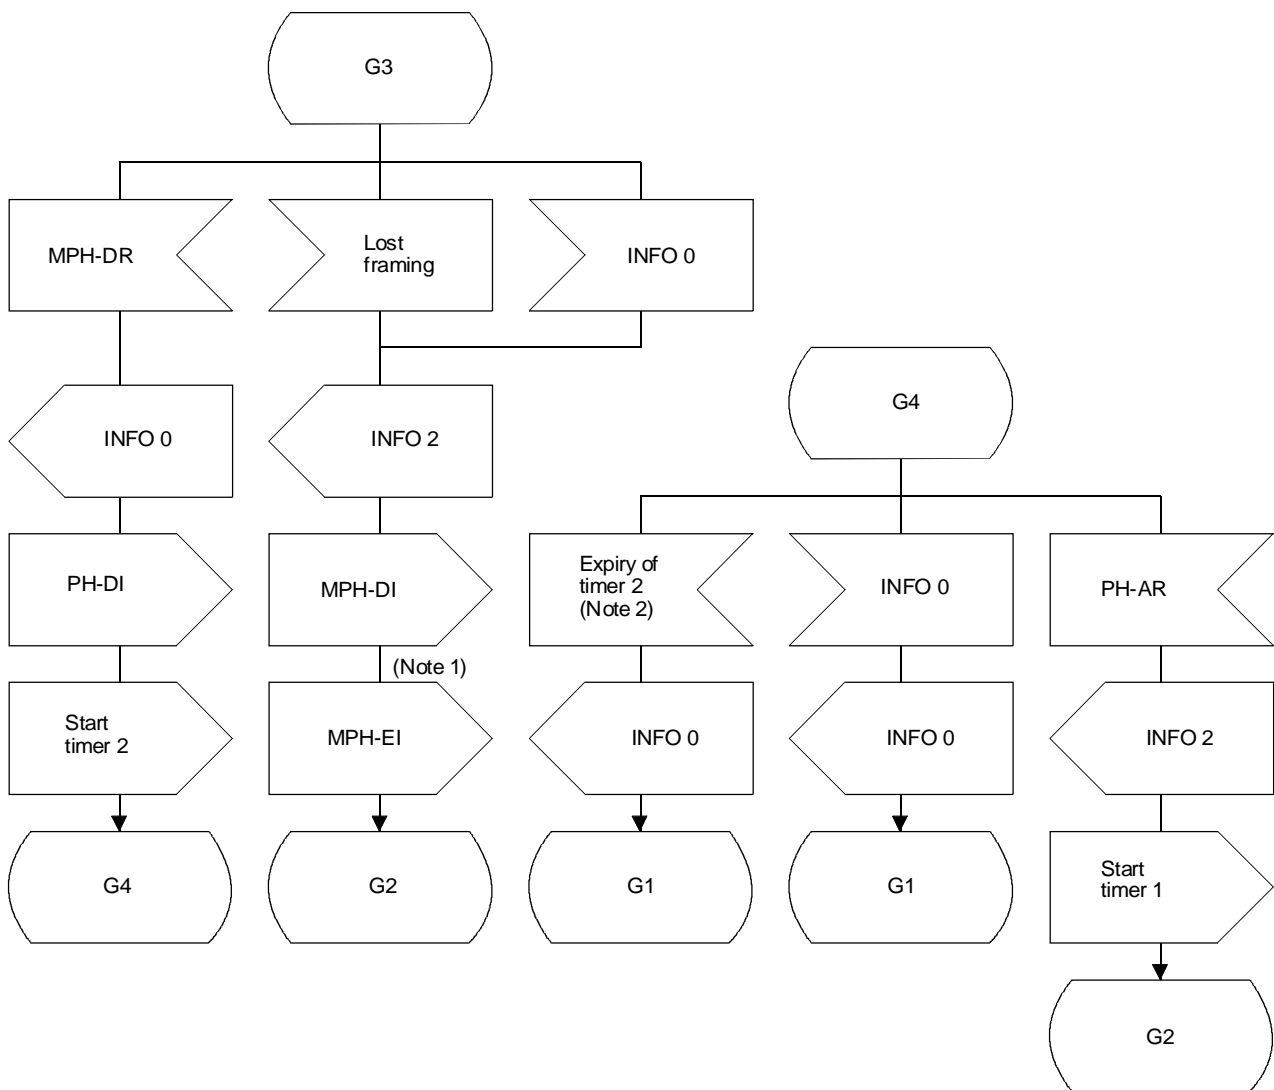 G3
MPH-DR
Lost
framing
INFO 0
G4
INFO 0
INFO 2
PH-DI
MPH-DI
Expiry of
timer 2
(Note 2)
INFO 0
PH-AR
(Note 1)
Start
timer 2
MPH-EI
INFO 0
INFO 0
INFO 2
G4
G2
G1
G1
Start
timer 1
G2